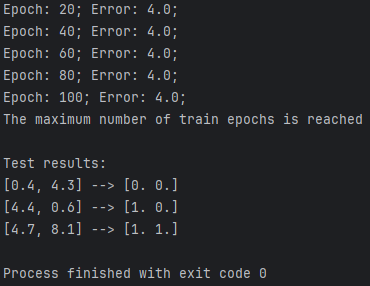 Epoch: 20; Error: 4.0;
Epoch: 40; Error: 4.0;
Epoch: 60; Error: 4.0;
Epoch: 80; Error: 4.0;
Epoch: 100; Error: 4.0;
The maximum number of train epochs is reached
Test results:
[0.4, 4.3] --> [0. 0.]
[4.4, 0.6] --> [1. 0.]
[4.7, 8.1] --> [1. 1.]
Process finished with exit code 0